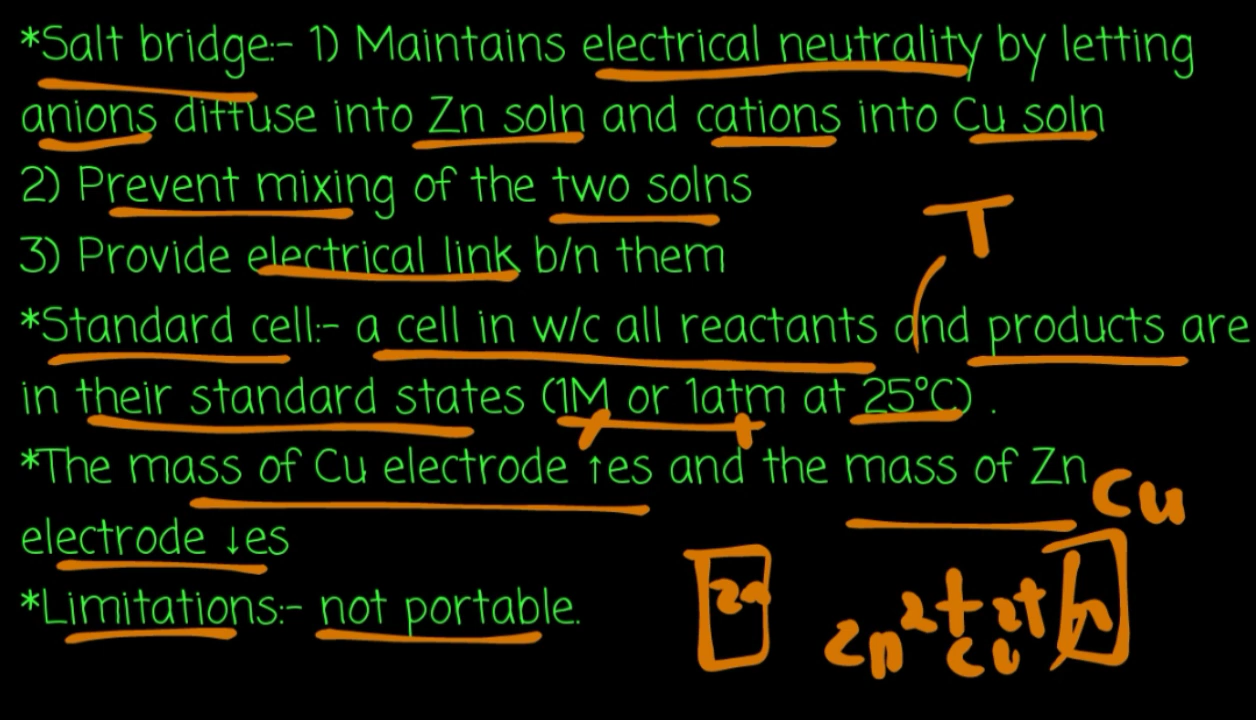 *Salt bridge:- 1) Maintains electrical neutrality by letting
anions diffuse into Zn soln and cations into Cu soln
2) Prevent mixing of the two solns
3) Provide electrical link b/n them
T
*Standard cell:- a cell in w/c all reactants and products are
in their standard states (1M or 1atm at 25°C) .
*The mass of Cu electrode ↑es and the mass of Zn
Cu
electrode ↓es
*Limitations:- not portable.
Zn
Zn²⁺ Cu²⁺